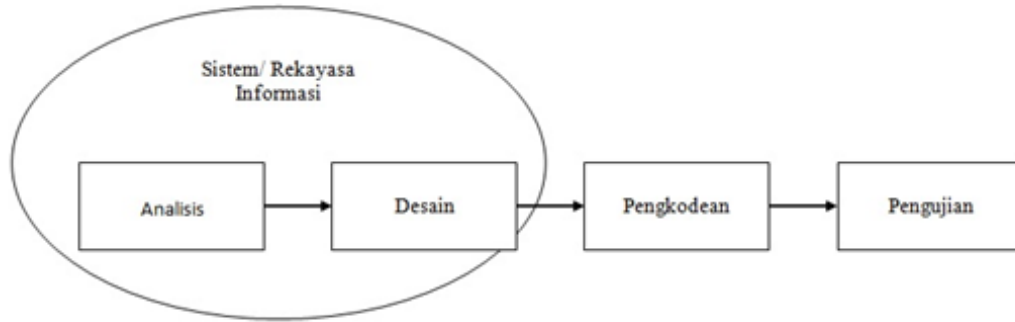 Sistem/ Rekayasa
Informasi
Analisis
Desain
Pengkodean
Pengujian